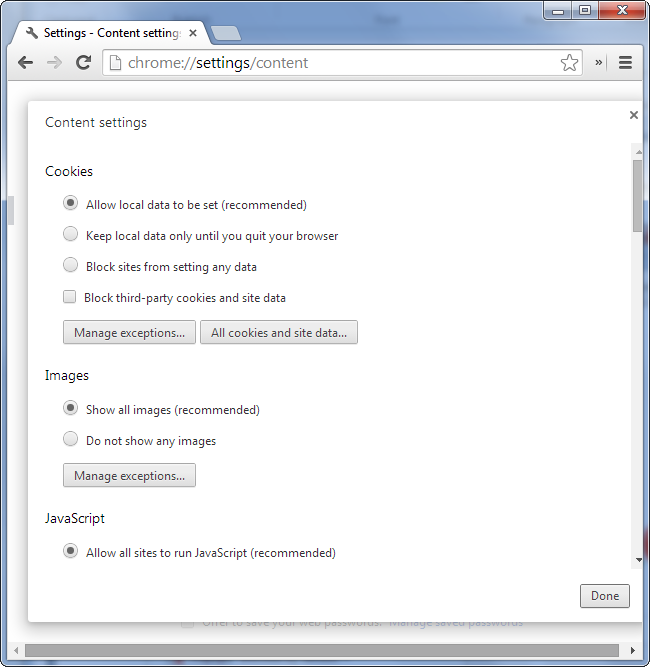 Settings - Content settings
chrome://settings/content
»
Content settings
Cookies
Allow local data to be set (recommended)
Keep local data only until you quit your browser
Block sites from setting any data
Block third-party cookies and site data
Manage exceptions... All cookies and site data...
Images
Show all images (recommended)
Do not show any images
Manage exceptions...
JavaScript
Allow all sites to run JavaScript (recommended)
Done
Offer to save your web passwords. Manage saved passwords